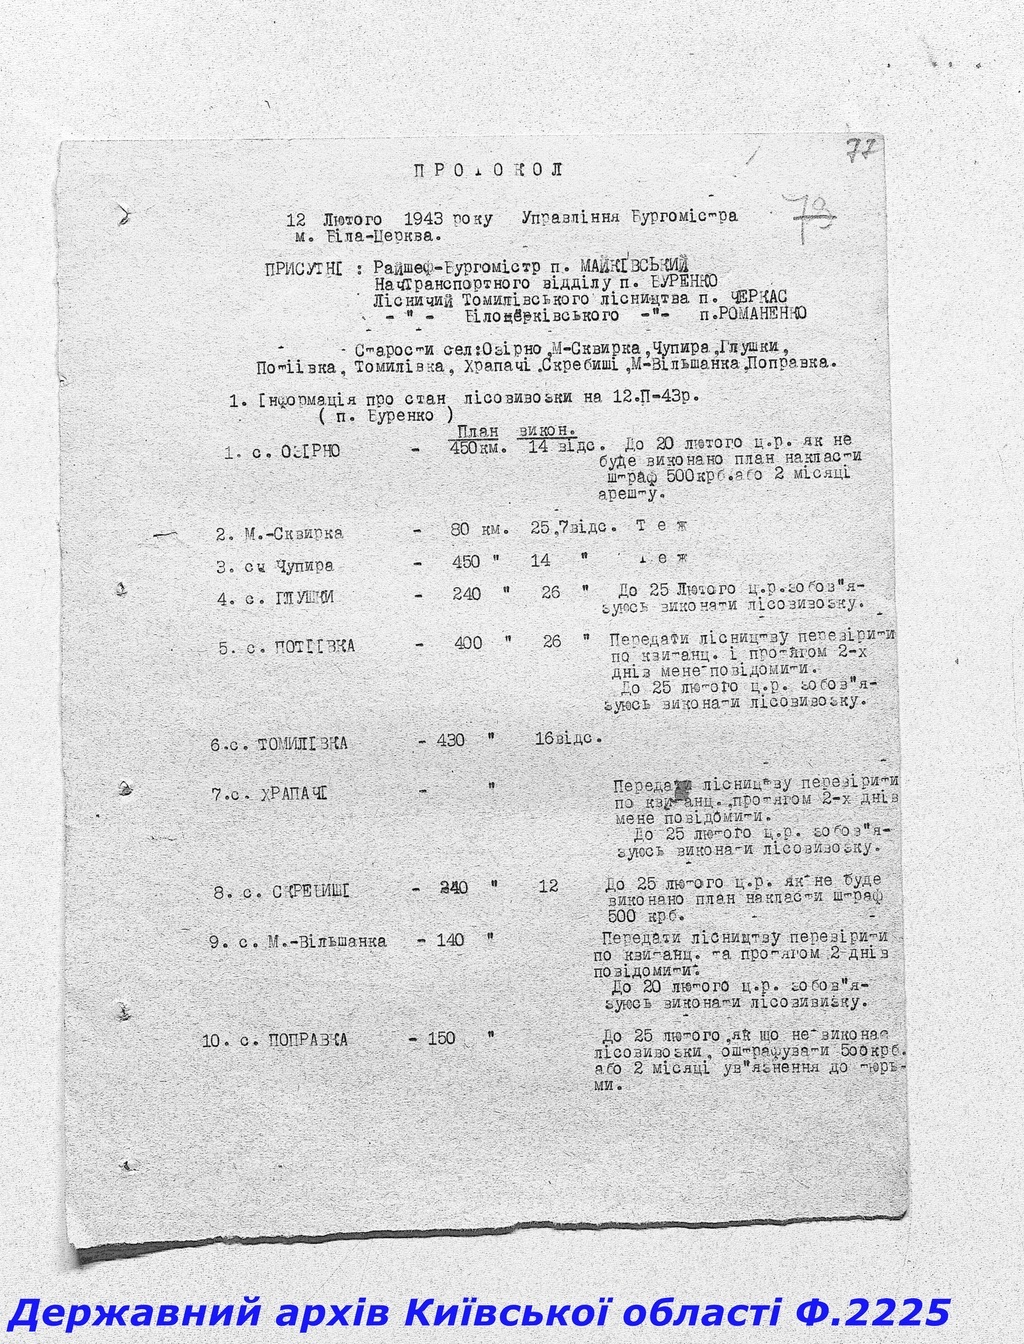 77
ПРОТОКОЛ
79
12 Лютого 1943 року Управління Бургомістра
м. Біла-Церква.
ПРИСУТНІ : Райшеф-Бургомістр п. МАЙКІВСЬКИЙ
НачТранспортного відділу п. БУРЕНКО
Лісничий Томилівського лісництва п. ЧЕРКАС
- " - Білоцерківського -"- п.РОМАНЕНКО
Старости сел:Озірно,М-Сквирка,Чупира,Глушки,
Потіівка, Томилівка, Храпачі,Скребиші,М-Вільшанка,Поправка.
1. Інформація про стан лісовивозки на 12.П-43р.
( п. Буренко )
План викон.
1. с. ОЗІРНО - 450км. 14 відс. До 20 лютого ц.р. як не
буде виконано план накласти
штраф 500крб.або 2 місяці
арешту.
2. М.-Сквирка - 80 км. 25,7відс. Т е ж
3. с. Чупира - 450 " 14 " Т е ж
4. с. ГЛУШКИ - 240 " 26 " До 25 Лютого ц.р.зобов"я-
зуюсь виконати лісовивозку.
5. с. ПОТІІВКА - 400 " 26 " Передати лісництву перевірити
по квитанц. і протягом 2-х
днів мене повідомити.
До 25 лютого ц.р. зобов"я-
зуюсь виконати лісовивозку.
6.с. ТОМИЛІВКА - 430 " 16відс.
7.с. ХРАПАЧІ - " Передати лісництву перевірити
по квитанц.,протягом 2-х днів
мене повідомити.
До 25 лютого ц.р. зобов"я-
зуюсь виконати лісовивозку.
8. с. СКРЕБИШІ - 240 " 12 До 25 лютого ц.р. як не буде
виконано план накласти штраф
500 крб.
9. с. М.-Вільшанка - 140 " Передати лісництву перевірити
по квитанц. та протягом 2 днів
повідомити.
До 20 лютого ц.р. зобов"я-
зуюсь виконати лісовивизку.
10. с. ПОПРАВКА - 150 " До 25 лютого,як що не виконає
лісовивозки, оштрафувати 500крб.
або 2 місяці ув"язнення до тюрь-
ми.
Державний архів Київської області Ф.2225